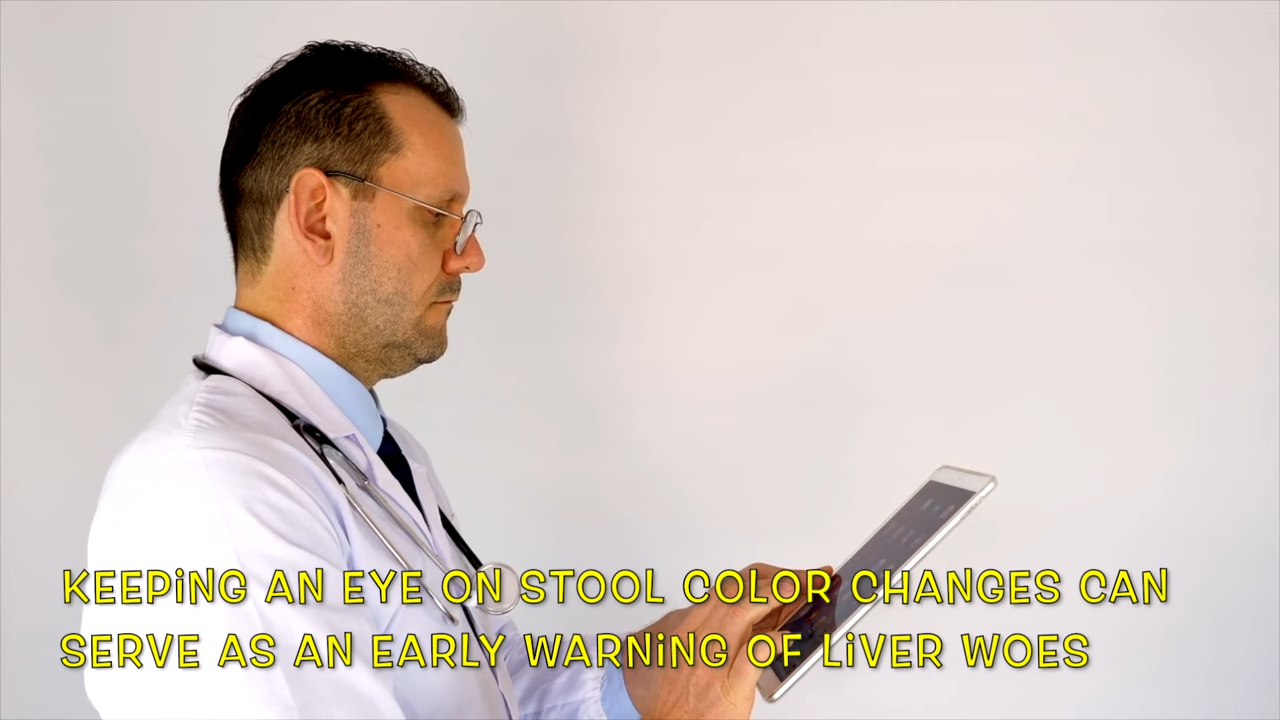 KEEPiNG AN EYE ON STOOL COLOR CHANGES CAN
SERVE AS AN EARLY WARNiNG OF LiVER WOES